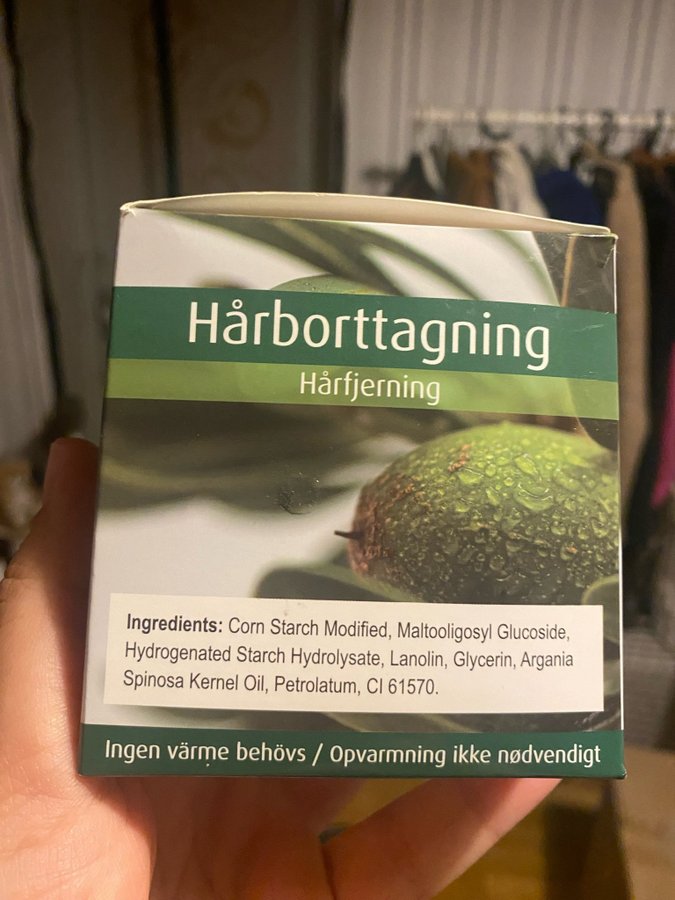 Hårborttagning
Hårfjerning
Ingredients: Corn Starch Modified, Maltooligosyl Glucoside,
Hydrogenated Starch Hydrolysate, Lanolin, Glycerin, Argania
Spinosa Kernel Oil, Petrolatum, CI 61570.
Ingen värme behövs / Opvarmning ikke nødvendigt